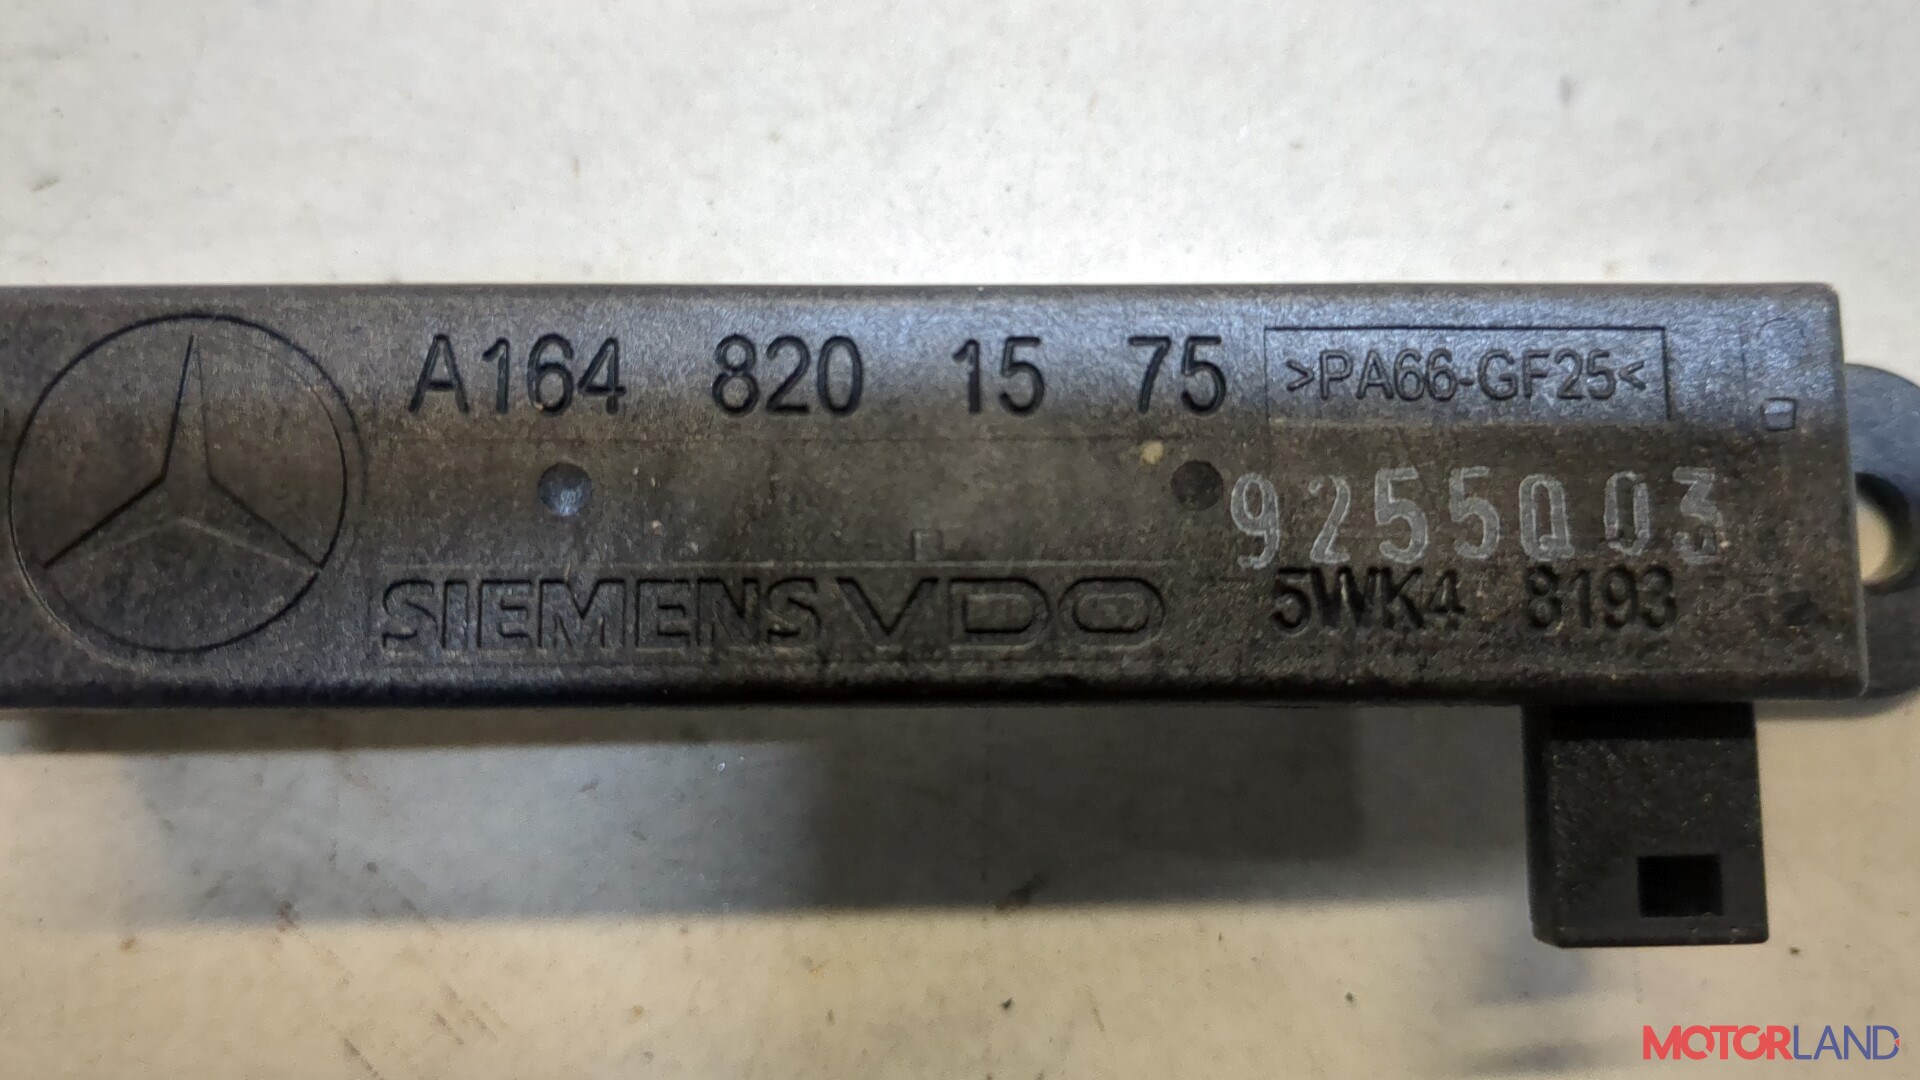 A164 820 15 75 >PA66-GF25<
9255Q03
SIEMENS VDO 5WK4 8193
MOTORLAND